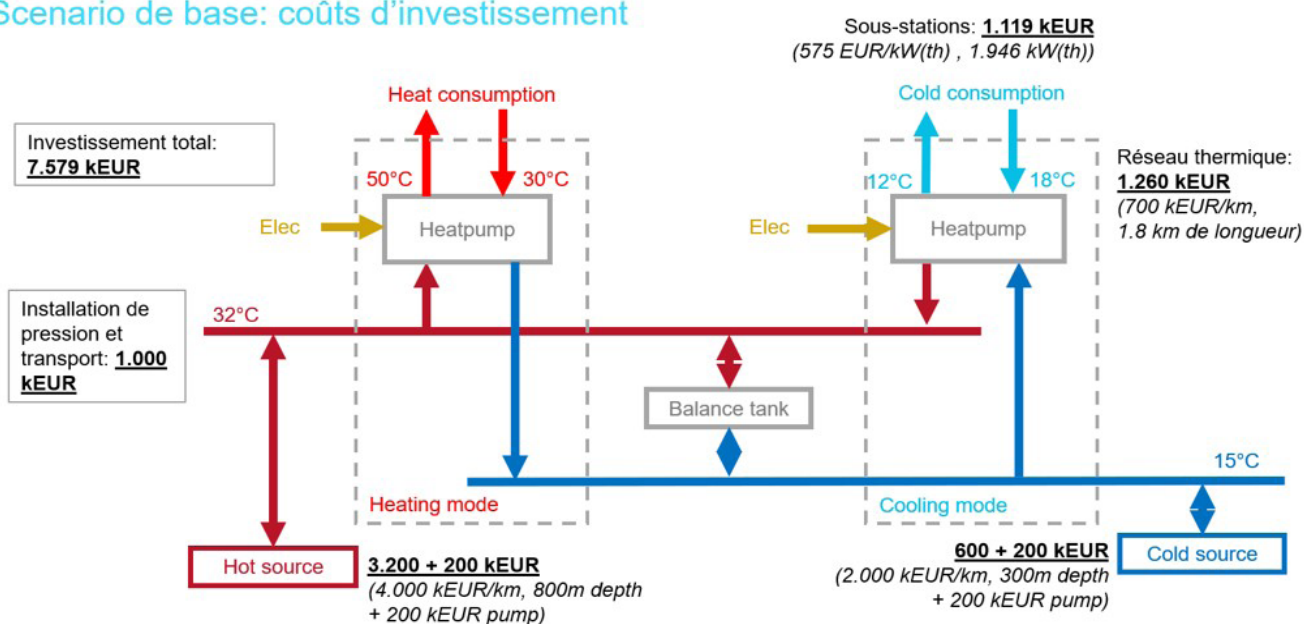 Scenario de base: coûts d’investissement
Sous-stations: 1.119 kEUR
(575 EUR/kW(th) , 1.946 kW(th))
Heat consumption
Cold consumption
Investissement total:
7.579 kEUR
Réseau thermique:
1.260 kEUR
(700 kEUR/km,
1.8 km de longueur)
50°C
30°C
12°C
18°C
Elec
Heatpump
Elec
Heatpump
Installation de
pression et
transport: 1.000
kEUR
32°C
Balance tank
15°C
Heating mode
Cooling mode
Hot source
3.200 + 200 kEUR
(4.000 kEUR/km, 800m depth
+ 200 kEUR pump)
600 + 200 kEUR
(2.000 kEUR/km, 300m depth
+ 200 kEUR pump)
Cold source